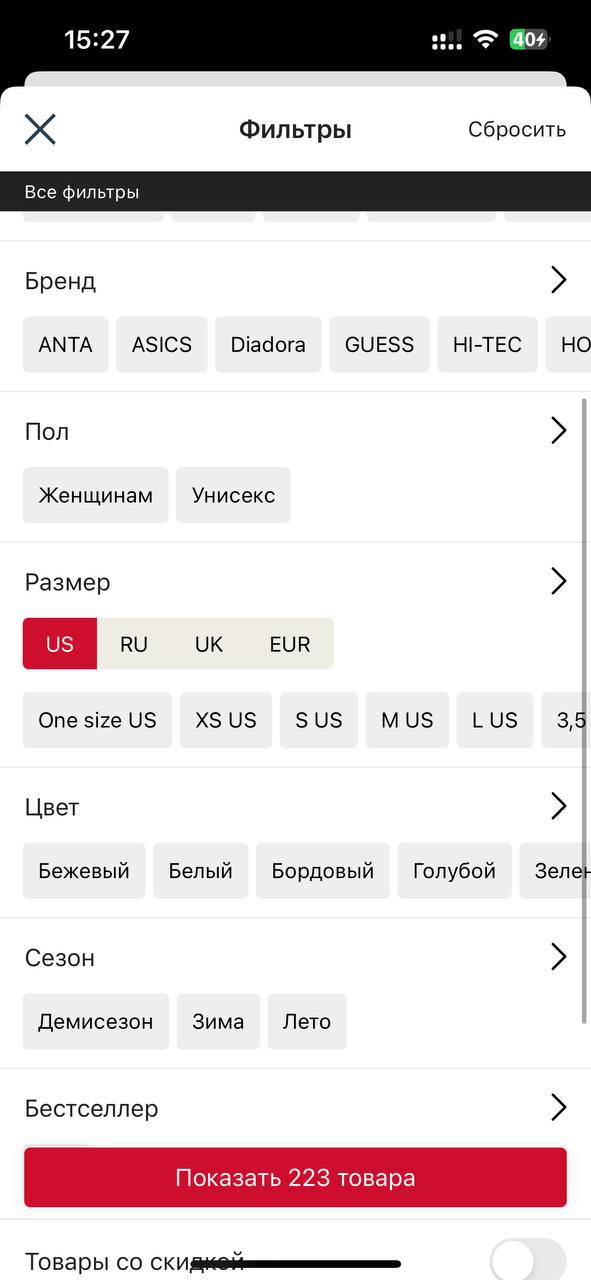 15:27
40
Фильтры
Сбросить
Все фильтры
Бренд
ANTA ASICS Diadora GUESS HI-TEC HO
Пол
Женщинам Унисекс
Размер
US RU UK EUR
One size US XS US S US M US L US 3,5
Цвет
Бежевый Белый Бордовый Голубой Зелен
Сезон
Демисезон Зима Лето
Бестселлер
Показать 223 товара
Товары со скидкой